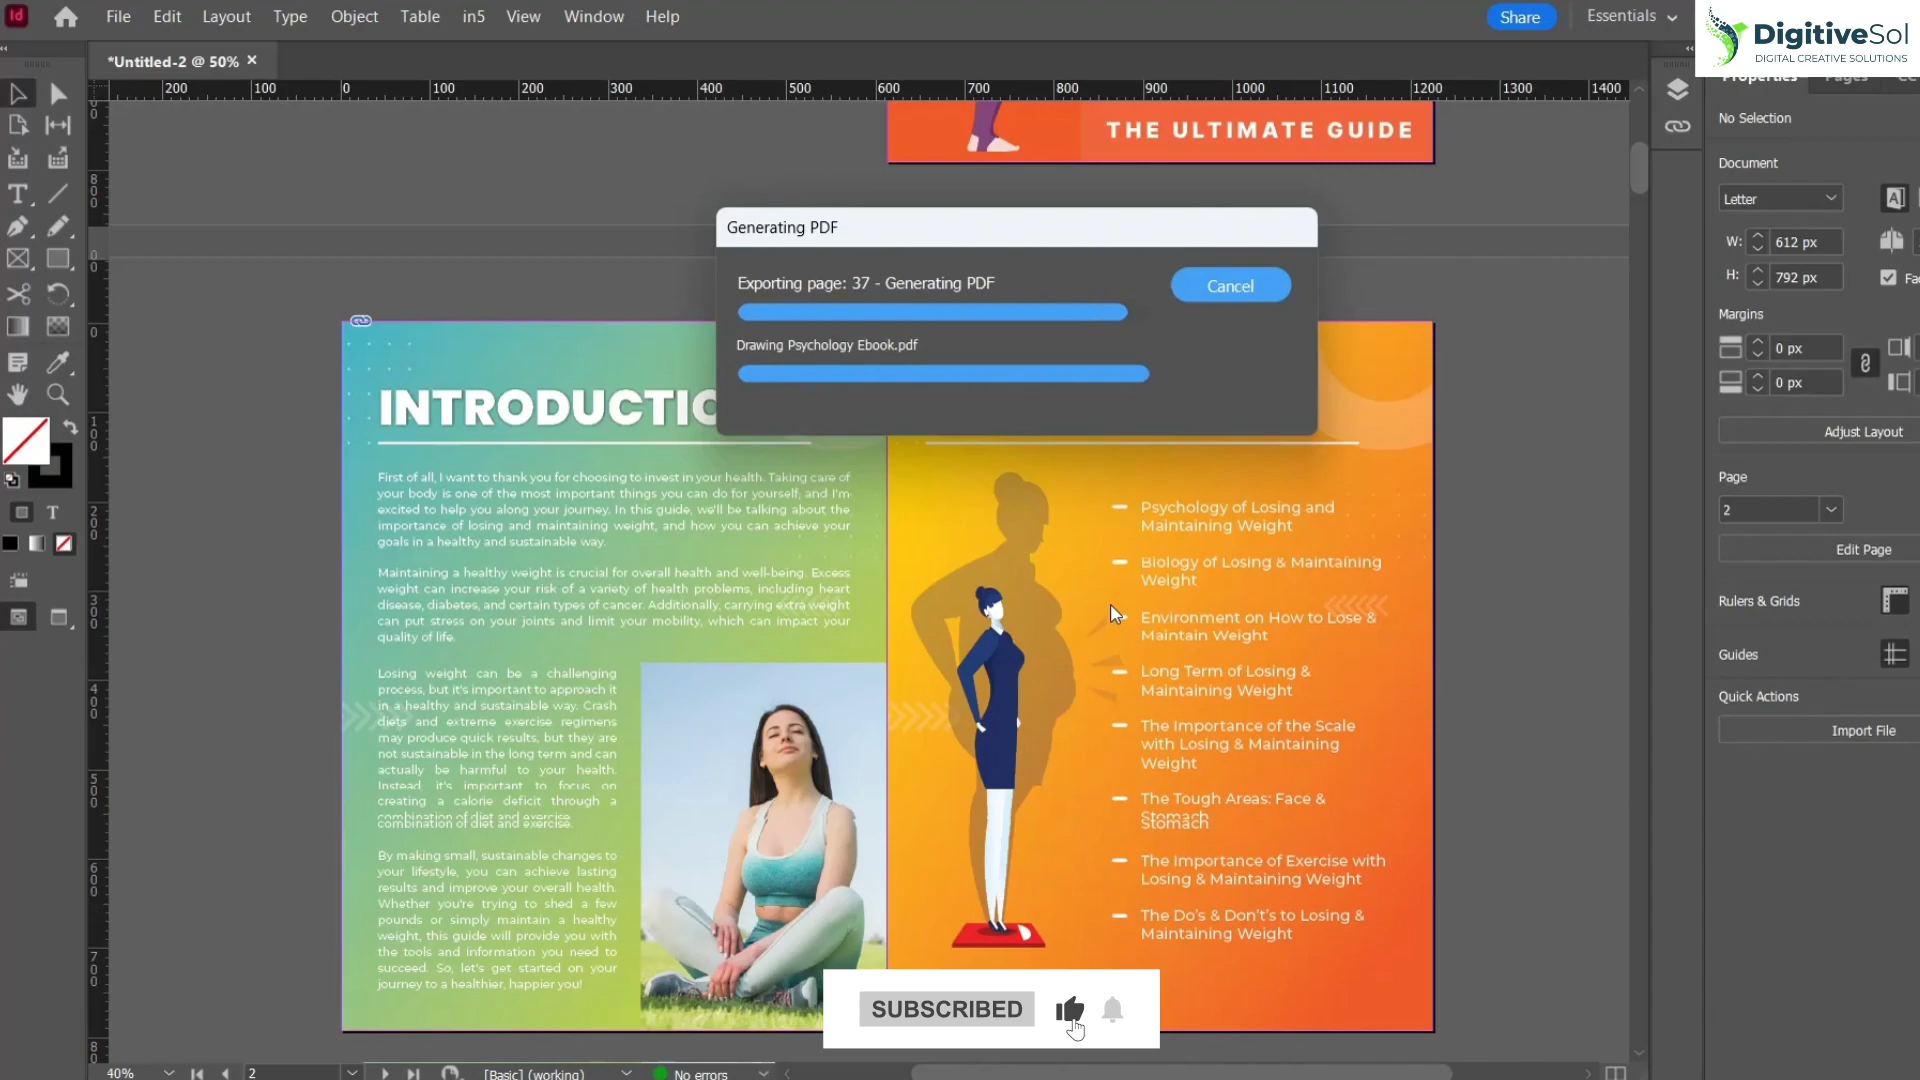 Id
File Edit Layout Type Object Table in5 View Window Help
Share
Essentials
DigitiveSol
DIGITAL CREATIVE SOLUTIONS
*Untitled-2 @ 50%
200 100 0 100 200 300 400 500 600 700 800 900 1000 1100 1200 1300 1400
THE ULTIMATE GUIDE
Generating PDF
Exporting page: 37 - Generating PDF
Cancel
Drawing Psychology Ebook.pdf
INTRODUCTIO
First of all, I want to thank you for choosing to invest in your health. Taking care of
your body is one of the most important things you can do for yourself, and I'm
excited to help you along your journey. In this guide, we'll be talking about the
importance of losing and maintaining weight, and how you can achieve your
goals in a healthy and sustainable way.
Maintaining a healthy weight is crucial for overall health and well-being. Excess
weight can increase your risk of a variety of health problems, including heart
disease, diabetes, and certain types of cancer. Additionally, carrying extra weight
can put stress on your joints and limit your mobility, which can impact your
quality of life.
Losing weight can be a challenging
process, but it's important to approach it
in a healthy and sustainable way. Crash
diets and extreme exercise regimens
may produce quick results, but they are
not sustainable in the long term and can
actually be harmful to your health.
Instead, it's important to focus on
creating a calorie deficit through a
combination of diet and exercise.
combination of diet and exercise.
By making small, sustainable changes to
your lifestyle, you can achieve lasting
results and improve your overall health.
Whether you're trying to shed a few
pounds or simply maintain a healthy
weight, this guide will provide you with
the tools and information you need to
succeed. So, let's get started on your
journey to a healthier, happier you!
Psychology of Losing and
Maintaining Weight
Biology of Losing & Maintaining
Weight
Environment on How to Lose &
Maintain Weight
Long Term of Losing &
Maintaining Weight
The Importance of the Scale
with Losing & Maintaining
Weight
The Tough Areas: Face &
Stomach
Stomach
The Importance of Exercise with
Losing & Maintaining Weight
The Do's & Don't's to Losing &
Maintaining Weight
SUBSCRIBED
Properties Pages CC
No Selection
Document
Letter
W: 612 px
H: 792 px
Fac
Margins
0 px
0 px
Adjust Layout
Page
2
Edit Page
Rulers & Grids
Guides
Quick Actions
Import File
40%
2
[Basic] (working)
No errors